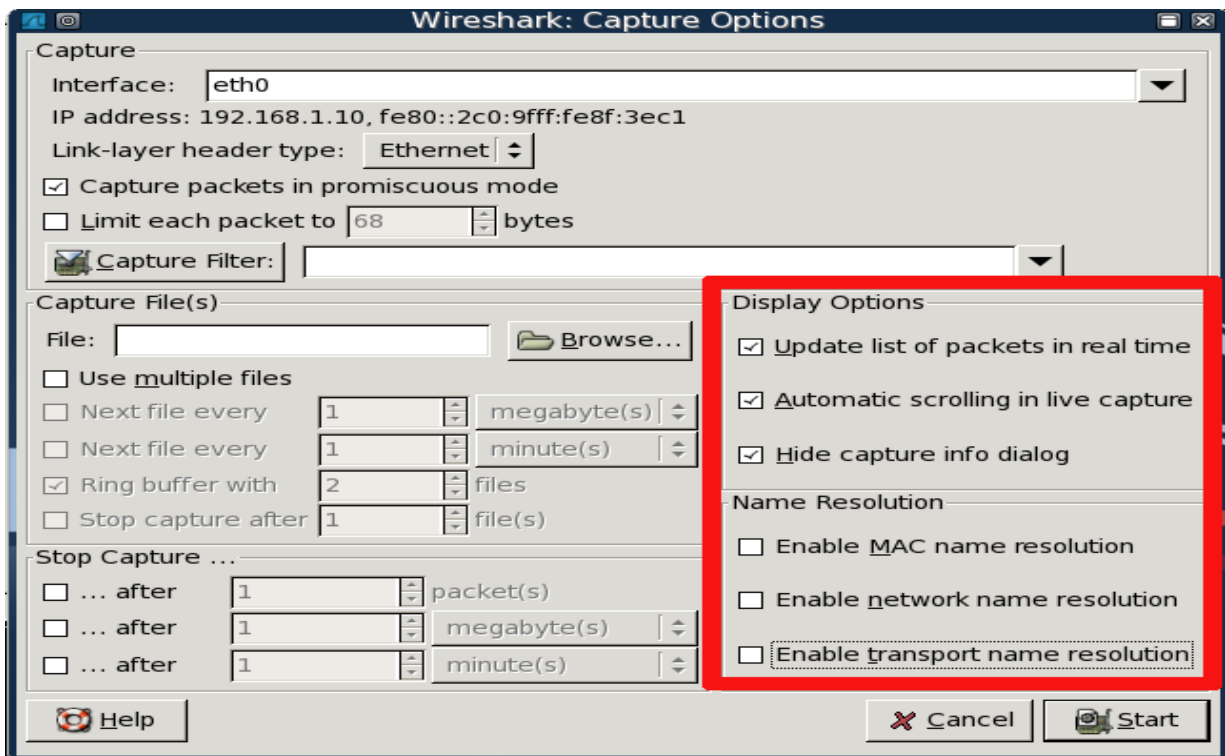 Wireshark: Capture Options
Capture
Interface: eth0
IP address: 192.168.1.10, fe80::2c0:9fff:fe8f:3ec1
Link-layer header type: Ethernet
Capture packets in promiscuous mode
Limit each packet to 68 bytes
Capture Filter:
Capture File(s)
File: Browse...
Use multiple files
Next file every 1 megabyte(s)
Next file every 1 minute(s)
Ring buffer with 2 files
Stop capture after 1 file(s)
Stop Capture ...
... after 1 packet(s)
... after 1 megabyte(s)
... after 1 minute(s)
Display Options
Update list of packets in real time
Automatic scrolling in live capture
Hide capture info dialog
Name Resolution
Enable MAC name resolution
Enable network name resolution
Enable transport name resolution
Help Cancel Start